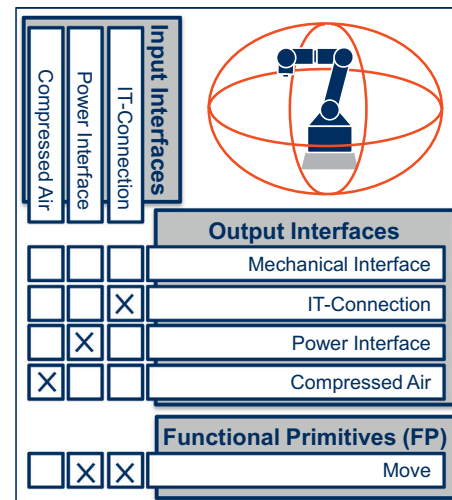 Input Interfaces
Compressed Air
Power Interface
IT-Connection
Output Interfaces
Mechanical Interface
IT-Connection
X
Power Interface
X
Compressed Air
X
Functional Primitives (FP)
Move
X X